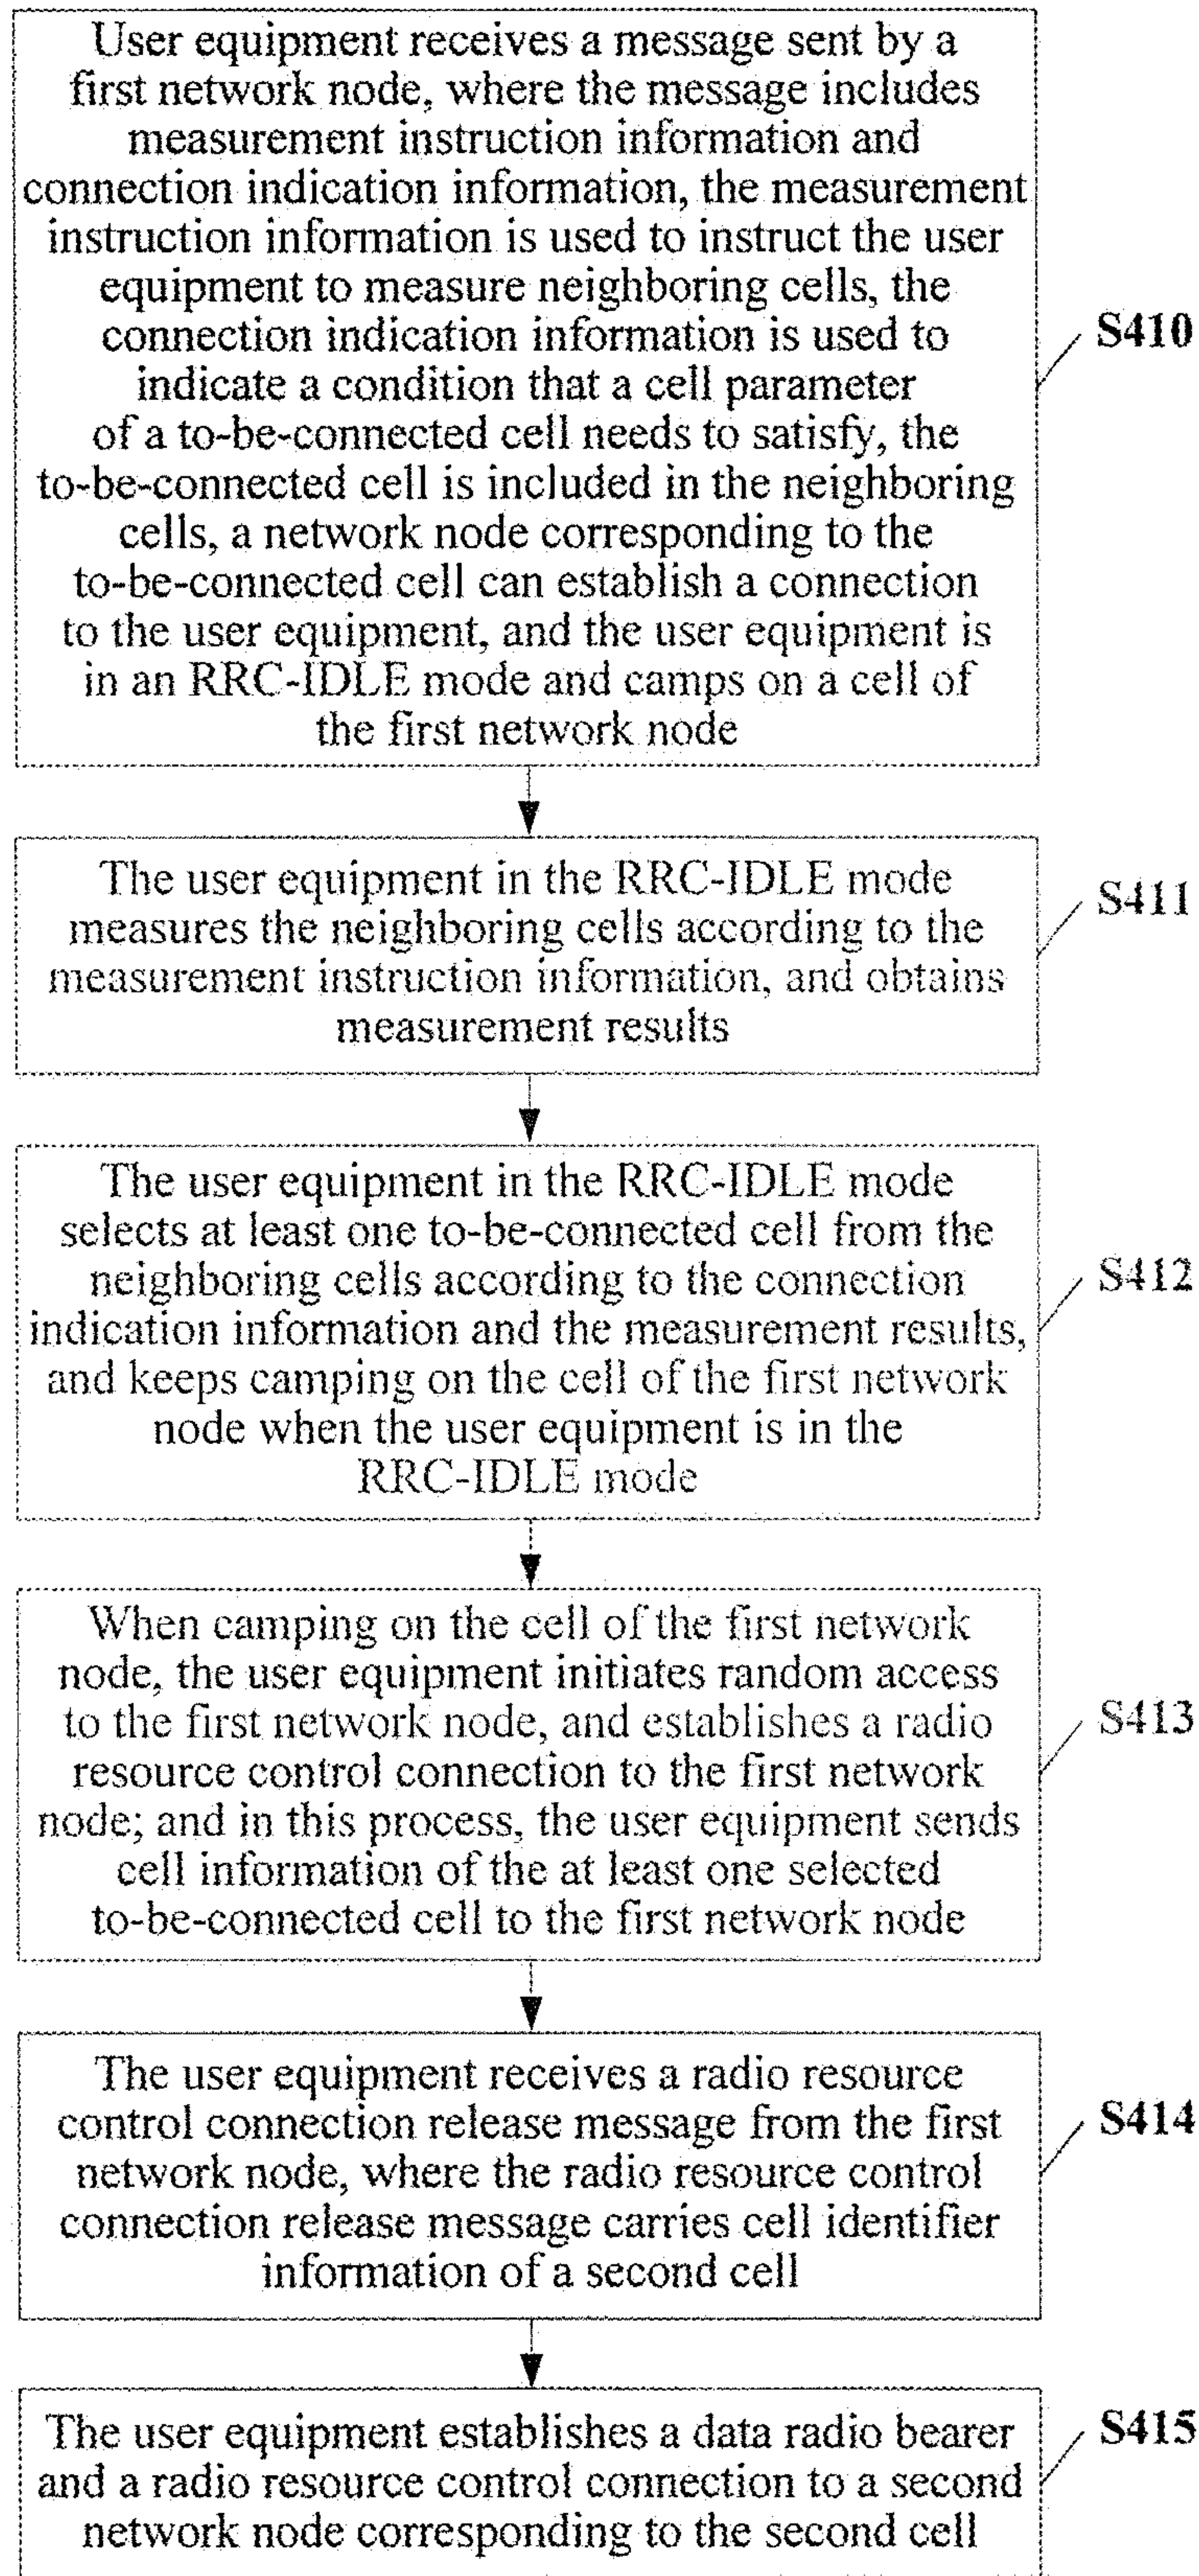 User equipment receives a message sent by a
first network node, where the message includes
measurement instruction information and
connection indication information, the measurement
instruction information is used to instruct the user
equipment to measure neighboring cells, the
connection indication information is used to
indicate a condition that a cell parameter
of a to-be-connected cell needs to satisfy, the
to-be-connected cell is included in the neighboring
cells, a network node corresponding to the
to-be-connected cell can establish a connection
to the user equipment, and the user equipment is
in an RRC-IDLE mode and camps on a cell of
the first network node
S410
The user equipment in the RRC-IDLE mode
measures the neighboring cells according to the
measurement instruction information, and obtains
measurement results
S411
The user equipment in the RRC-IDLE mode
selects at least one to-be-connected cell from the
neighboring cells according to the connection
indication information and the measurement results,
and keeps camping on the cell of the first network
node when the user equipment is in the
RRC-IDLE mode
S412
When camping on the cell of the first network
node, the user equipment initiates random access
to the first network node, and establishes a radio
resource control connection to the first network
node; and in this process, the user equipment sends
cell information of the at least one selected
to-be-connected cell to the first network node
S413
The user equipment receives a radio resource
control connection release message from the first
network node, where the radio resource control
connection release message carries cell identifier
information of a second cell
S414
The user equipment establishes a data radio bearer
and a radio resource control connection to a second
network node corresponding to the second cell
S415